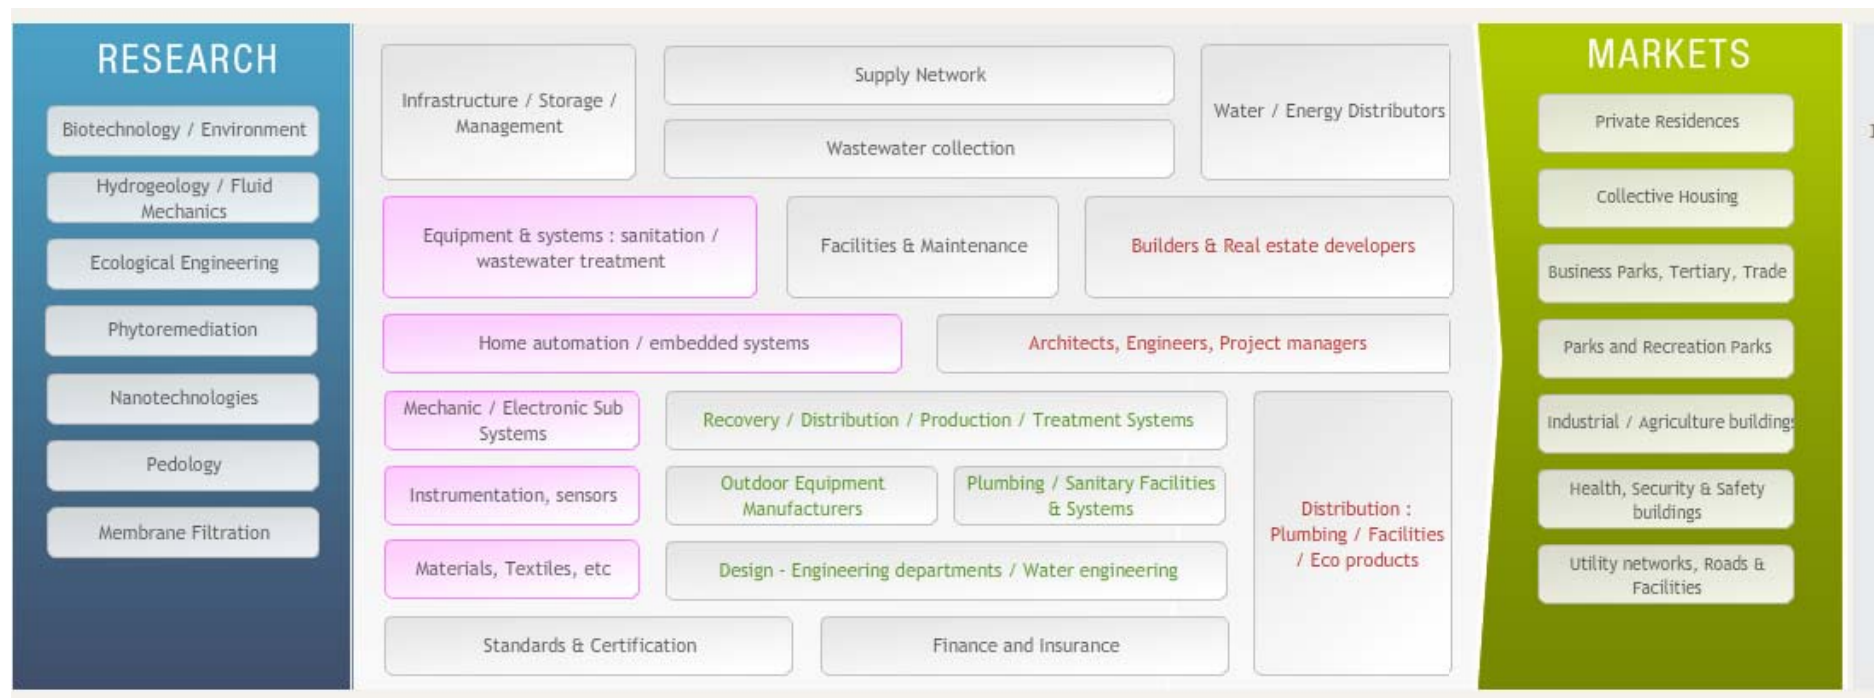 RESEARCH
Biotechnology / Environment
Hydrogeology / Fluid
Mechanics
Ecological Engineering
Phytoremediation
Nanotechnologies
Pedology
Membrane Filtration
Infrastructure / Storage /
Management
Supply Network
Wastewater collection
Water / Energy Distributors
Equipment & systems : sanitation /
wastewater treatment
Facilities & Maintenance
Builders & Real estate developers
Home automation / embedded systems
Architects, Engineers, Project managers
Mechanic / Electronic Sub
Systems
Recovery / Distribution / Production / Treatment Systems
Instrumentation, sensors
Outdoor Equipment
Manufacturers
Plumbing / Sanitary Facilities
& Systems
Distribution :
Plumbing / Facilities
/ Eco products
Materials, Textiles, etc
Design - Engineering departments / Water engineering
Standards & Certification
Finance and Insurance
MARKETS
Private Residences
Collective Housing
Business Parks, Tertiary, Trade
Parks and Recreation Parks
Industrial / Agriculture buildings
Health, Security & Safety
buildings
Utility networks, Roads &
Facilities